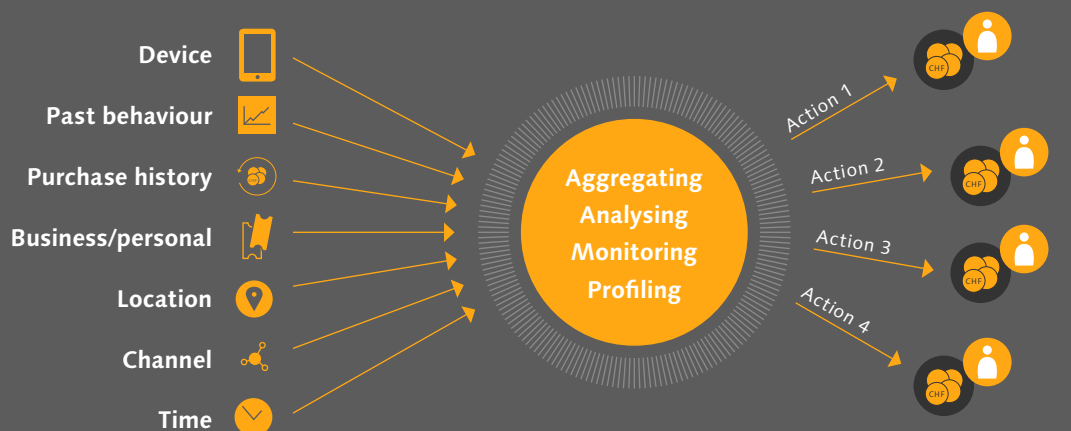 Device
Past behaviour
Purchase history
Business/personal
Location
Channel
Time
Aggregating
Analysing
Monitoring
Profiling
Action 1
Action 2
Action 3
Action 4
CHF
CHF
CHF
CHF